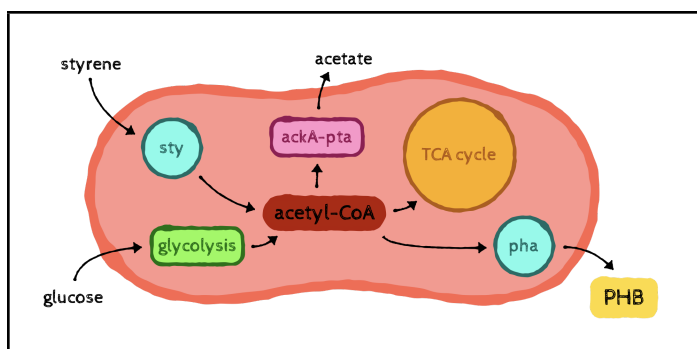 styrene
acetate
sty
ackA-pta
TCA cycle
acetyl-CoA
glycolysis
pha
glucose
PHB